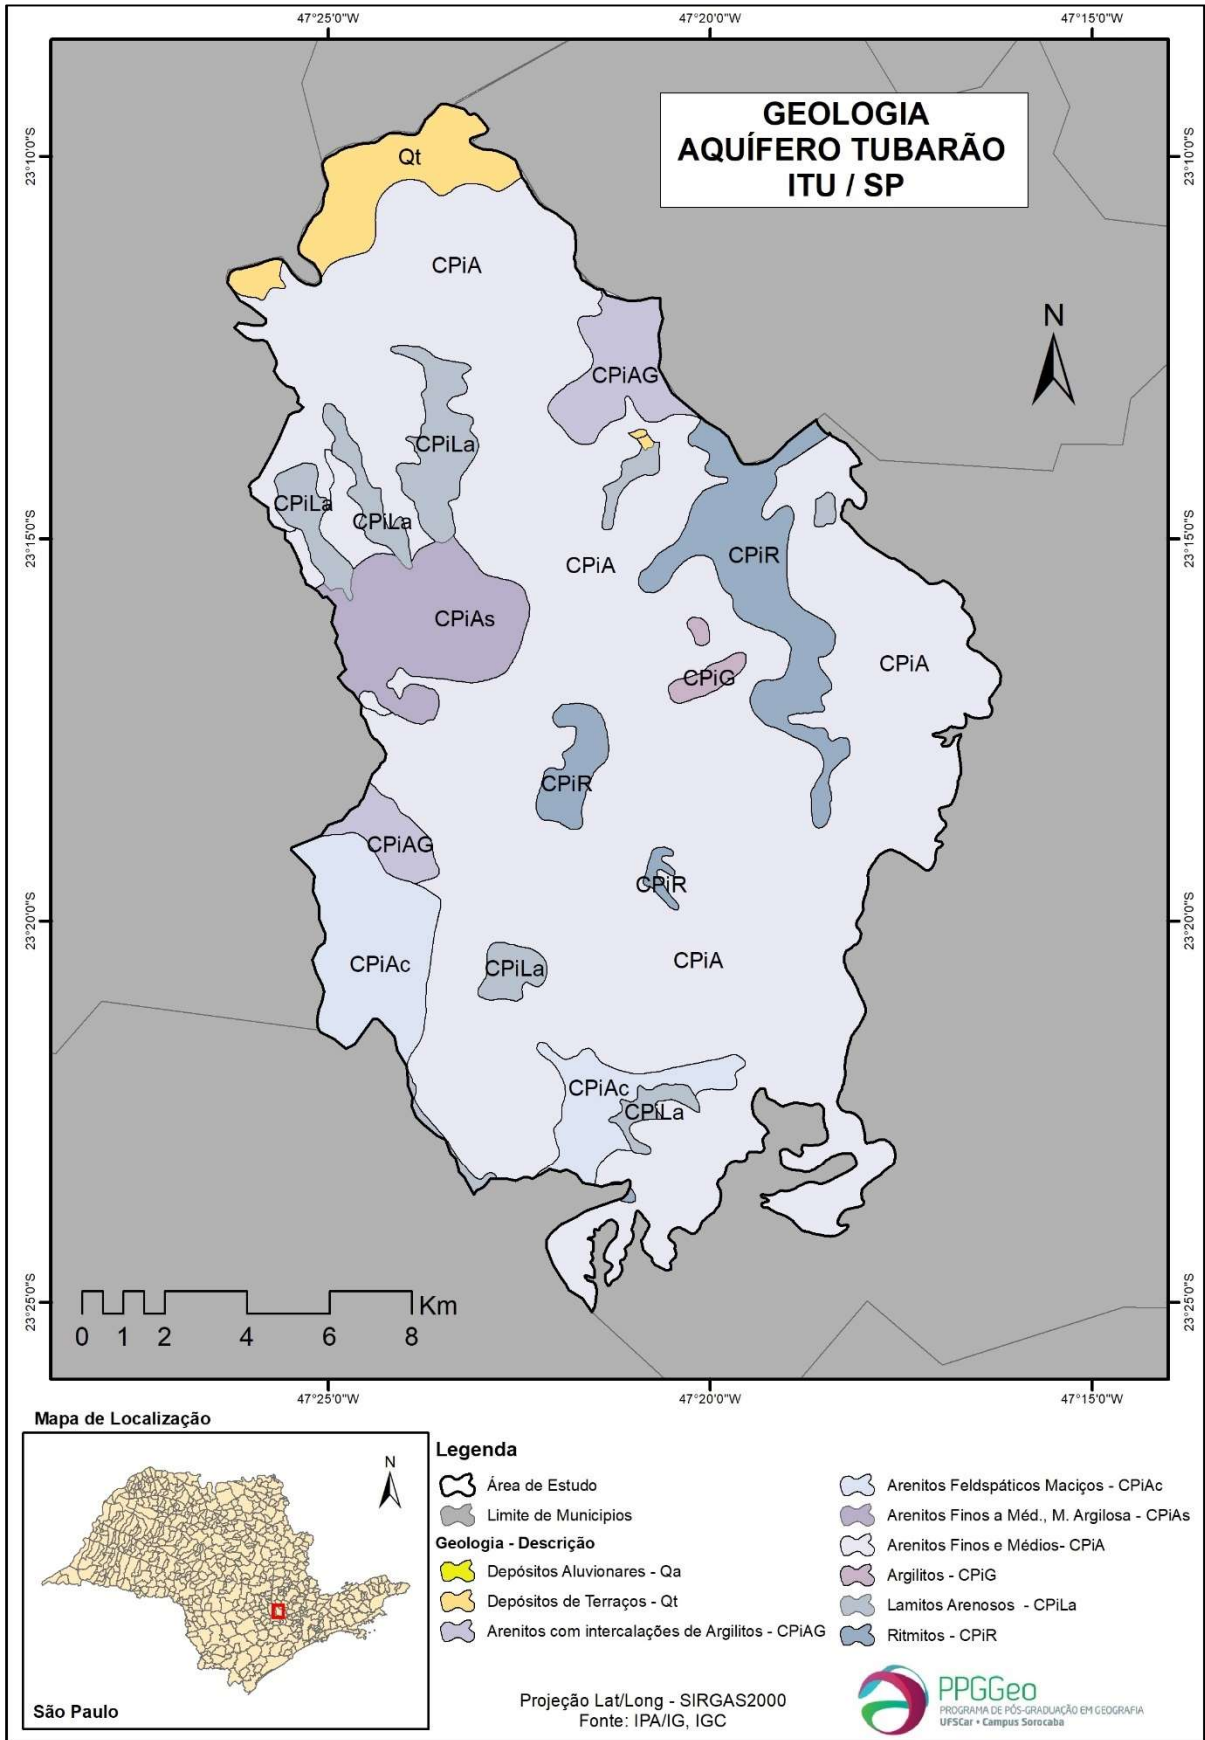 47°25'0"W
47°20'0"W
47°15'0"W
GEOLOGIA
AQUÍFERO TUBARÃO
ITU / SP
23°10'0"S
23°10'0"S
Qt
CPiA
N
CPiAG
CPiLa
CPiLa
CPiLa
23°15'0"S
23°15'0"S
CPiR
CPiA
CPiAs
CPiA
CPiG
CPiR
CPiAG
CPiR
23°20'0"S
23°20'0"S
CPiAc
CPiA
CPiLa
CPiAc
CPiLa
23°25'0"S
23°25'0"S
Km
0 1 2 4 6 8
47°25'0"W
47°20'0"W
47°15'0"W
Mapa de Localização
N
São Paulo
Legenda
Área de Estudo
Limite de Municipios
Geologia - Descrição
Depósitos Aluvionares - Qa
Depósitos de Terraços - Qt
Arenitos com intercalações de Argilitos - CPiAG
Arenitos Feldspáticos Maciços - CPiAc
Arenitos Finos a Méd., M. Argilosa - CPiAs
Arenitos Finos e Médios- CPiA
Argilitos - CPiG
Lamitos Arenosos - CPiLa
Ritmitos - CPiR
Projeção Lat/Long - SIRGAS2000
Fonte: IPA/IG, IGC
PPGGeo
PROGRAMA DE PÓS-GRADUAÇÃO EM GEOGRAFIA
UFSCar • Campus Sorocaba